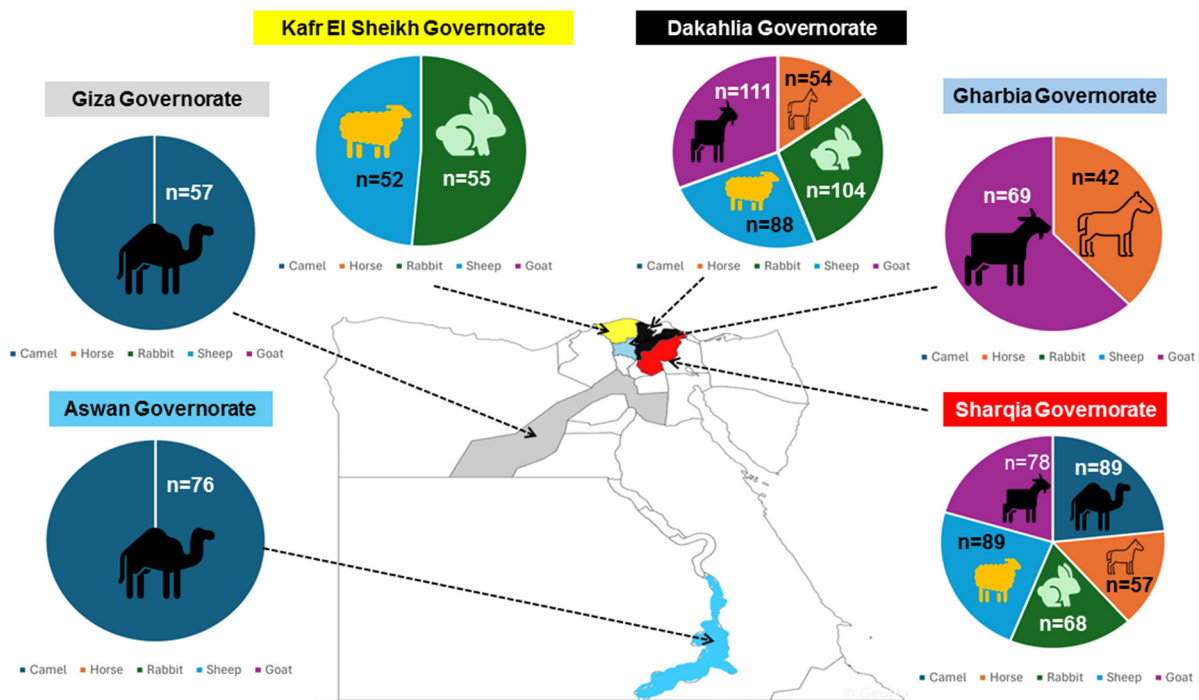 Kafr El Sheikh Governorate
Dakahlia Governorate
Giza Governorate
Gharbia Governorate
n=57
n=52
n=55
n=111
n=54
n=104
n=88
n=69
n=42
Camel Horse Rabbit Sheep Goat
Camel Horse Rabbit Sheep Goat
Camel Horse Rabbit Sheep Goat
Camel Horse Rabbit Sheep Goat
Aswan Governorate
Sharqia Governorate
n=76
n=78
n=89
n=89
n=57
n=68
Camel Horse Rabbit Sheep Goat
Camel Horse Rabbit Sheep Goat